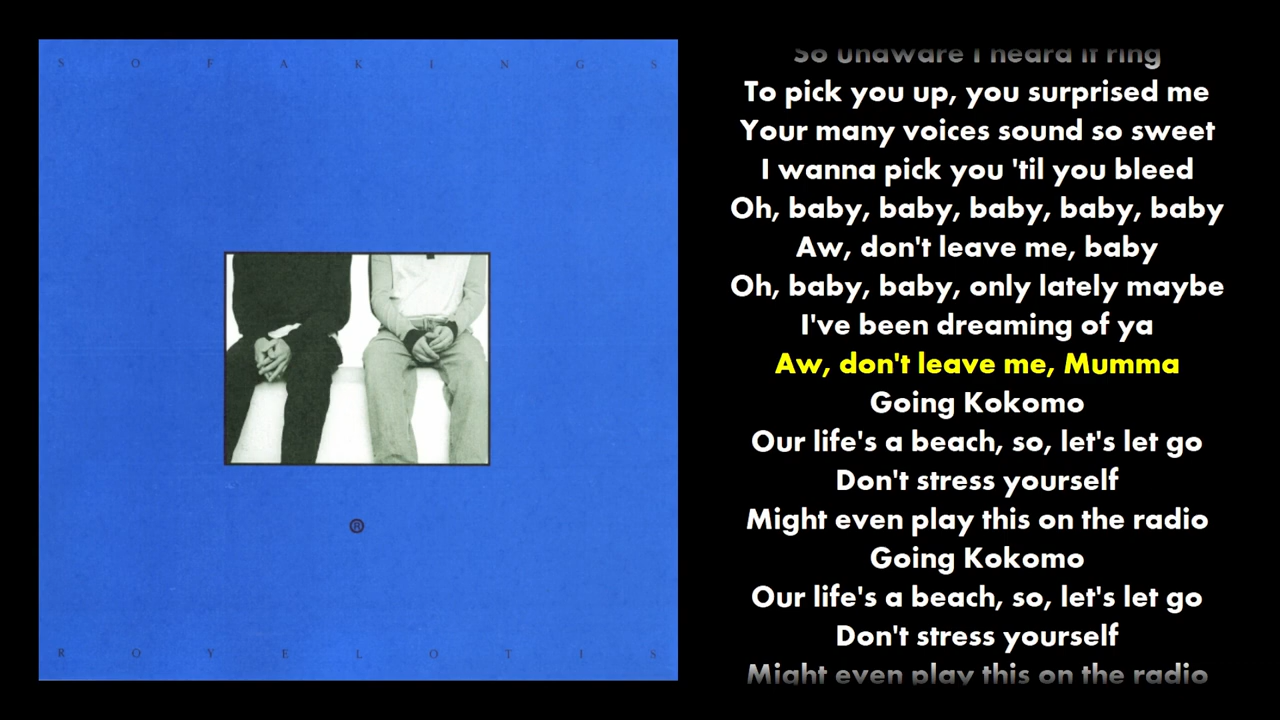 S O F A K I N G S
®
R O Y E L O T I S
So unaware I heard it ring
To pick you up, you surprised me
Your many voices sound so sweet
I wanna pick you 'til you bleed
Oh, baby, baby, baby, baby, baby
Aw, don't leave me, baby
Oh, baby, baby, only lately maybe
I've been dreaming of ya
Aw, don't leave me, Mumma
Going Kokomo
Our life's a beach, so, let's let go
Don't stress yourself
Might even play this on the radio
Going Kokomo
Our life's a beach, so, let's let go
Don't stress yourself
Might even play this on the radio